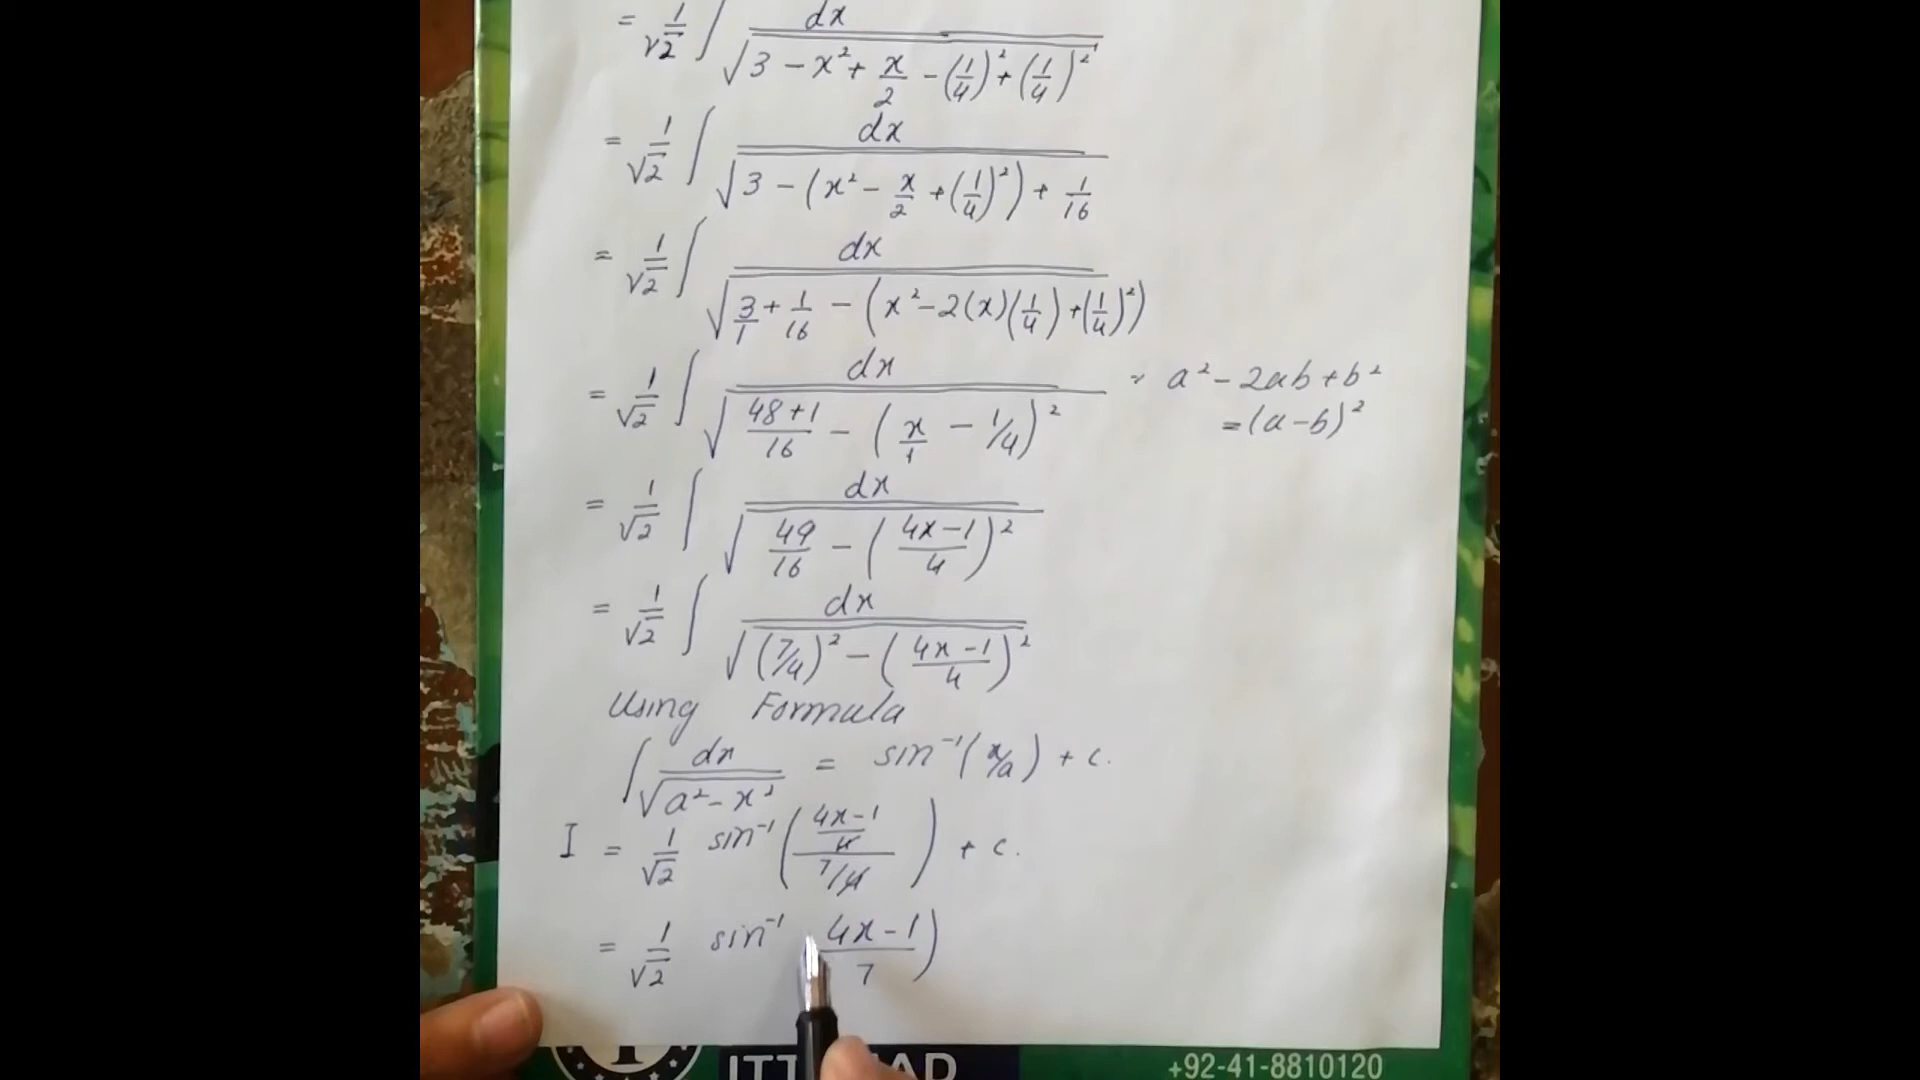 = 1/√2 ∫ dx / √(3 - x² + x/2 - (1/4)² + (1/4)²)
= 1/√2 ∫ dx / √(3 - (x² - x/2 + (1/4)²) + 1/16)
= 1/√2 ∫ dx / √(3/1 + 1/16 - (x² - 2(x)(1/4) + (1/4)²))
= 1/√2 ∫ dx / √((48+1)/16 - (x/1 - 1/4)²) ∵ a² - 2ab + b²
= (a-b)²
= 1/√2 ∫ dx / √(49/16 - ((4x-1)/4)²)
= 1/√2 ∫ dx / √((7/4)² - ((4x-1)/4)²)
Using Formula
∫ dx / √(a² - x²) = sin⁻¹(x/a) + c.
I = 1/√2 sin⁻¹(((4x-1)/4) / (7/4)) + c.
= 1/√2 sin⁻¹ (4x-1)/7)
+92-41-8810120